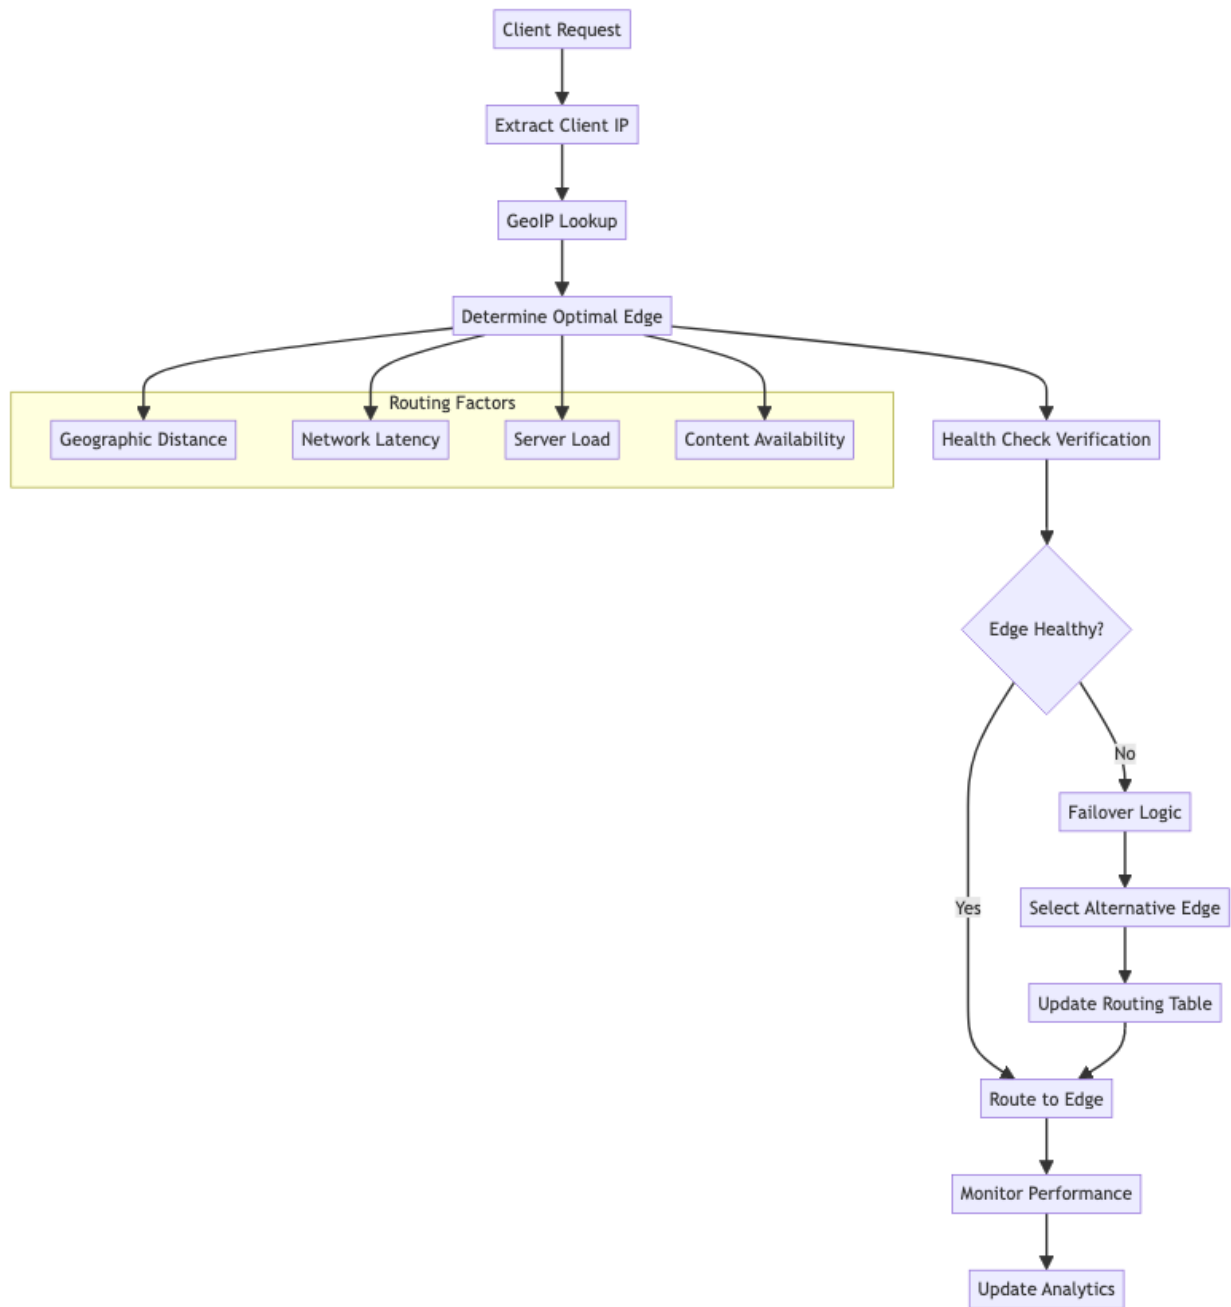 Client Request
Extract Client IP
GeoIP Lookup
Determine Optimal Edge
Routing Factors
Geographic Distance
Network Latency
Server Load
Content Availability
Health Check Verification
Edge Healthy?
No
Failover Logic
Yes
Select Alternative Edge
Update Routing Table
Route to Edge
Monitor Performance
Update Analytics